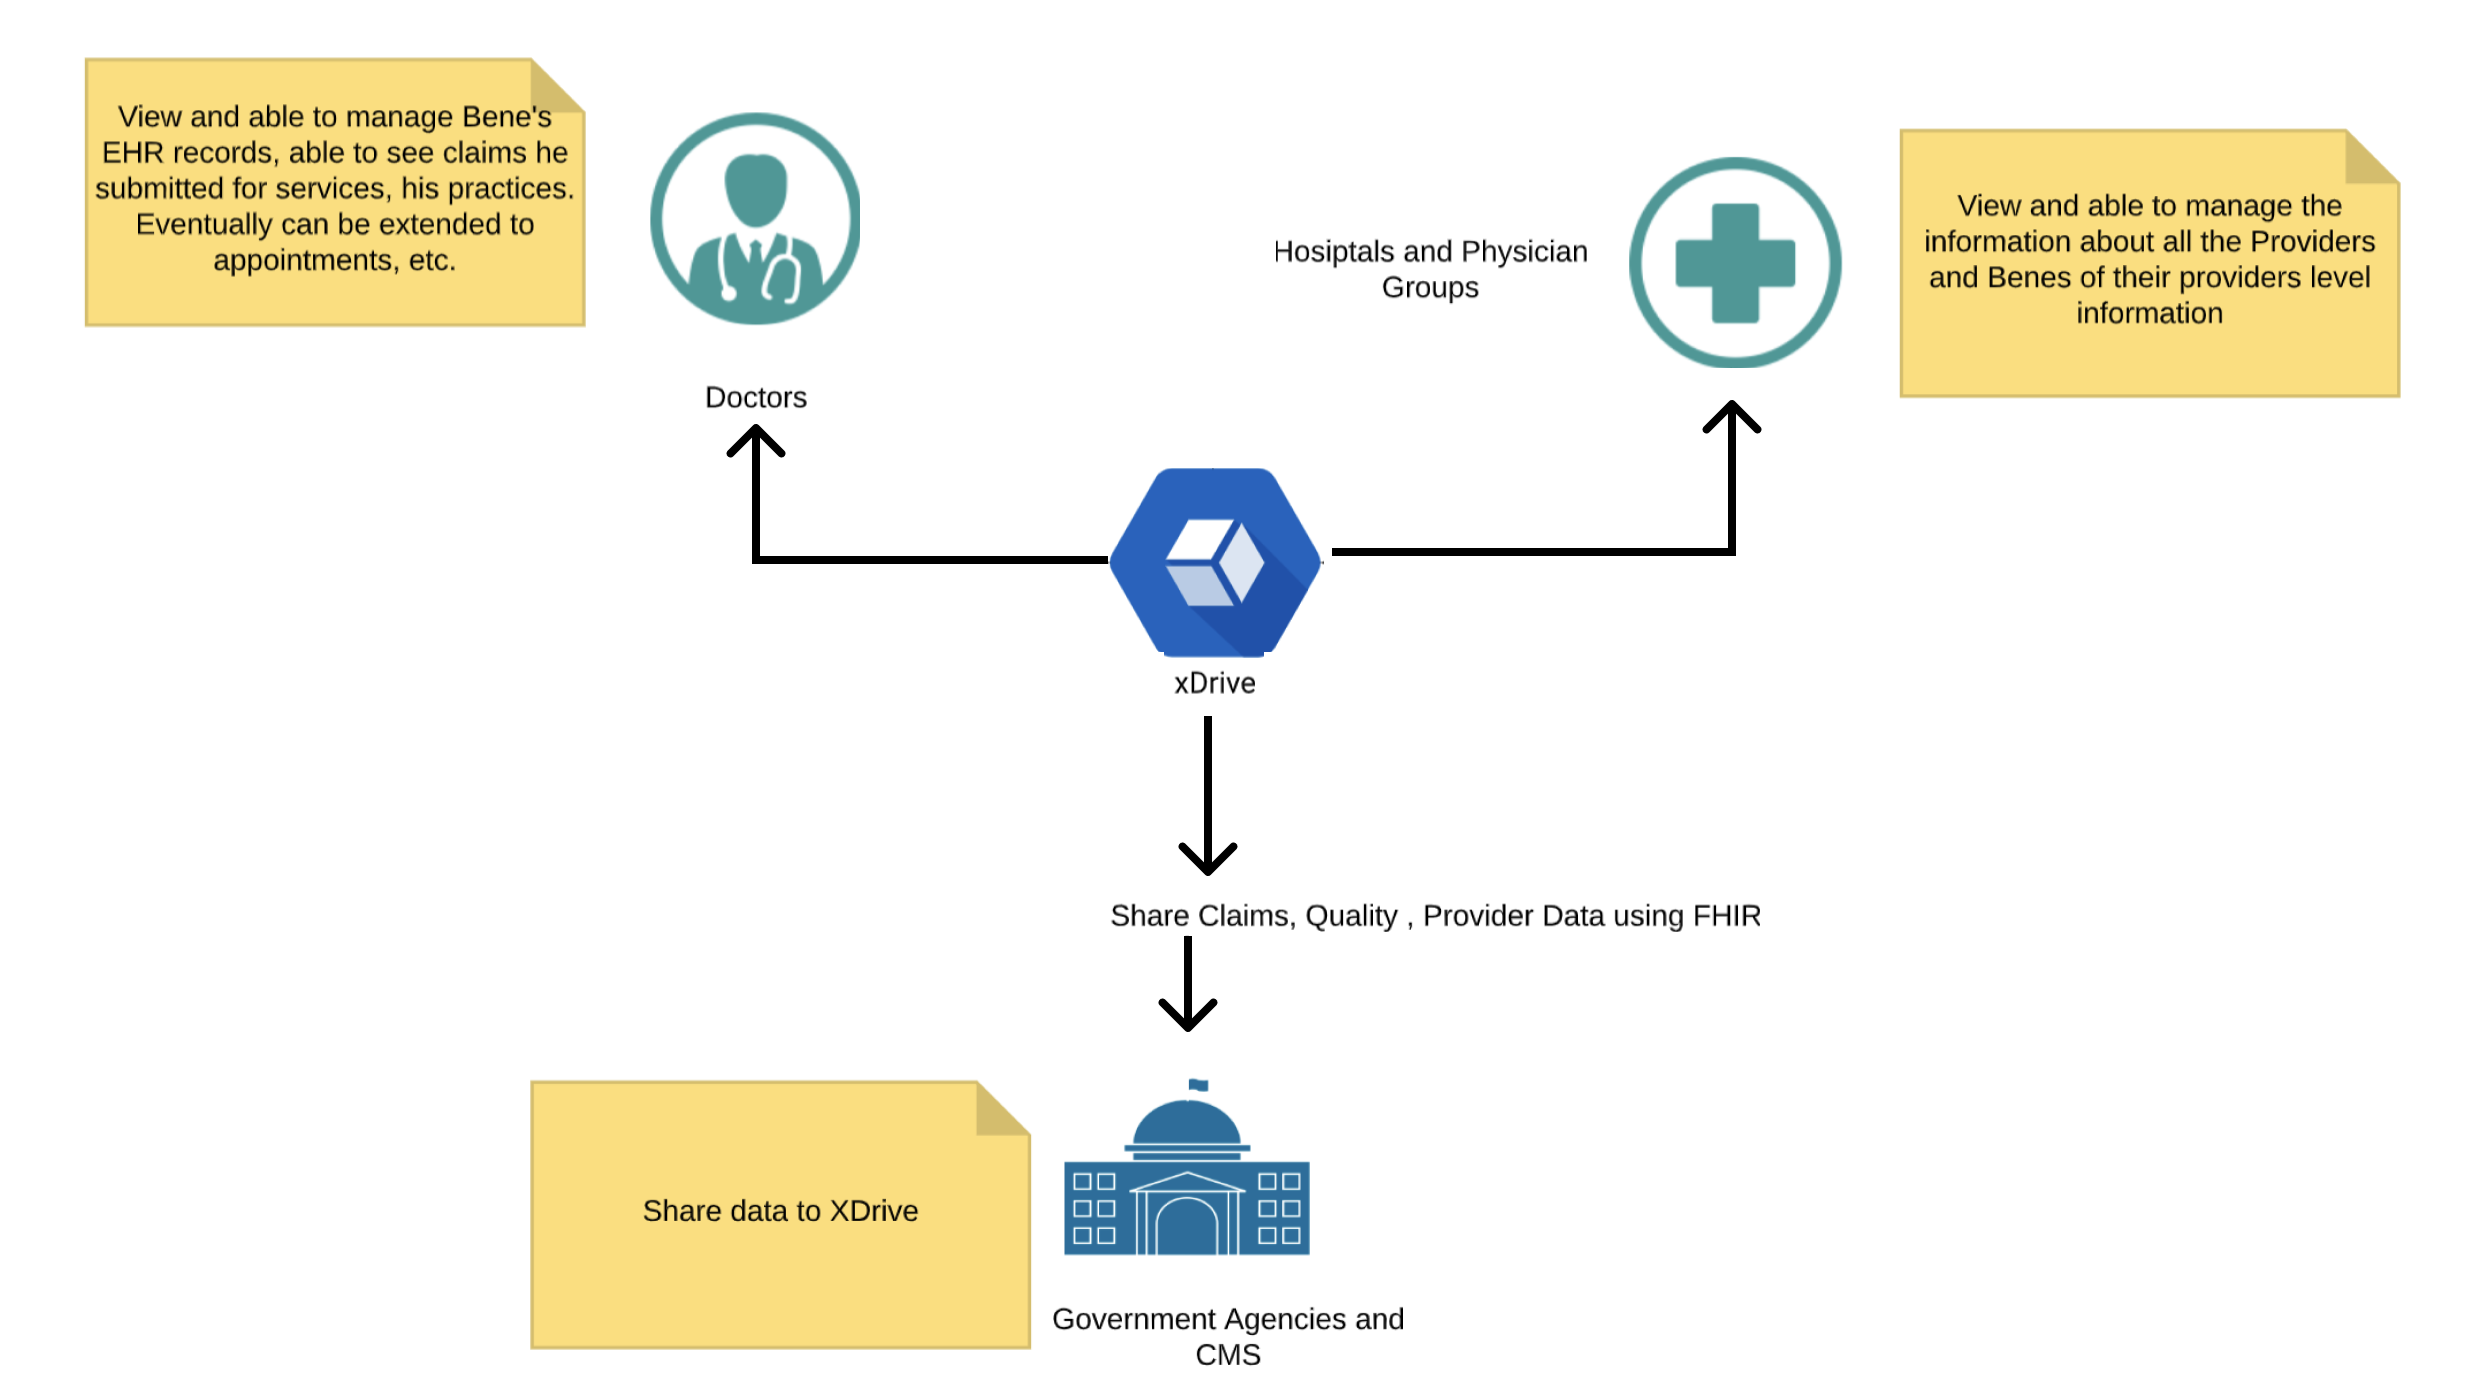 View and able to manage Bene's
EHR records, able to see claims he
submitted for services, his practices.
Eventually can be extended to
appointments, etc.
Doctors
Hosiptals and Physician
Groups
View and able to manage the
information about all the Providers
and Benes of their providers level
information
xDrive
Share Claims, Quality , Provider Data using FHIR
Share data to XDrive
Government Agencies and
CMS